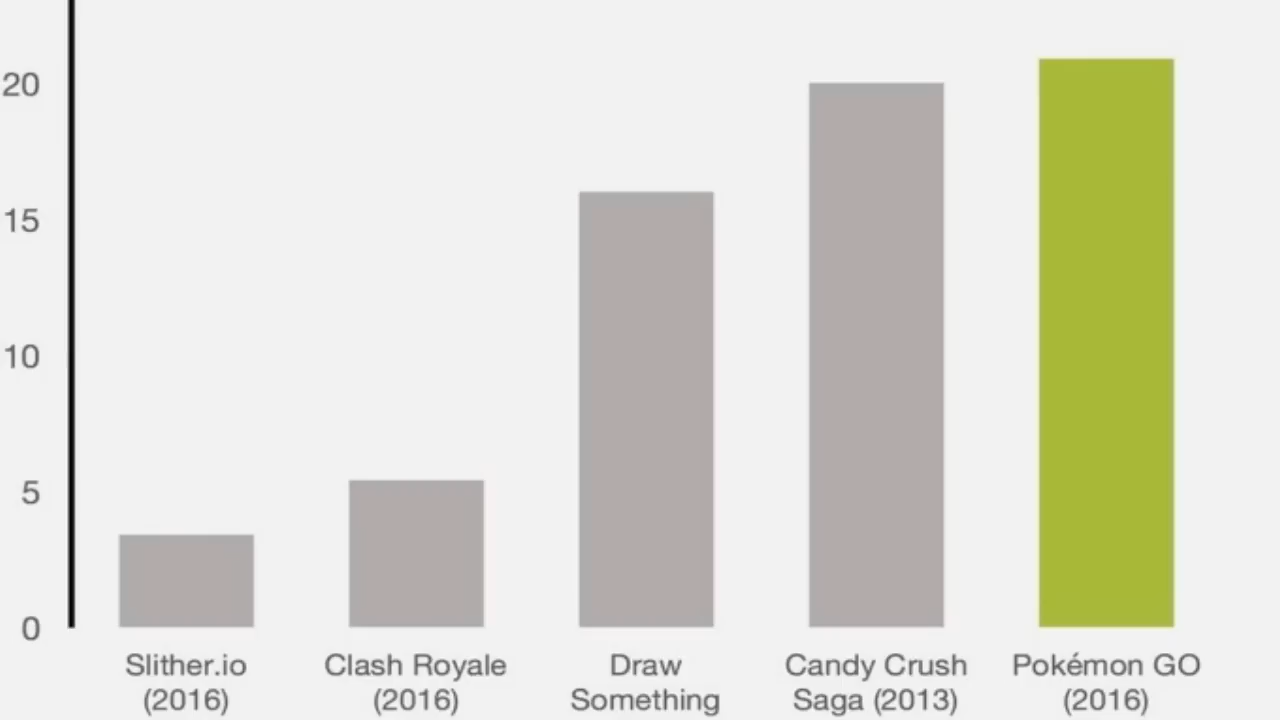 20
15
10
5
0
Slither.io
(2016)
Clash Royale
(2016)
Draw
Something
Candy Crush
Saga (2013)
Pokémon GO
(2016)